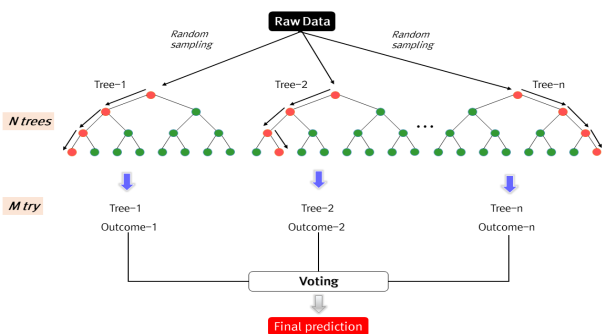 Raw Data
Random
sampling
Random
sampling
Tree-1
Tree-2
Tree-n
N trees
...
M try
Tree-1
Tree-2
Tree-n
Outcome-1
Outcome-2
Outcome-n
Voting
Final prediction